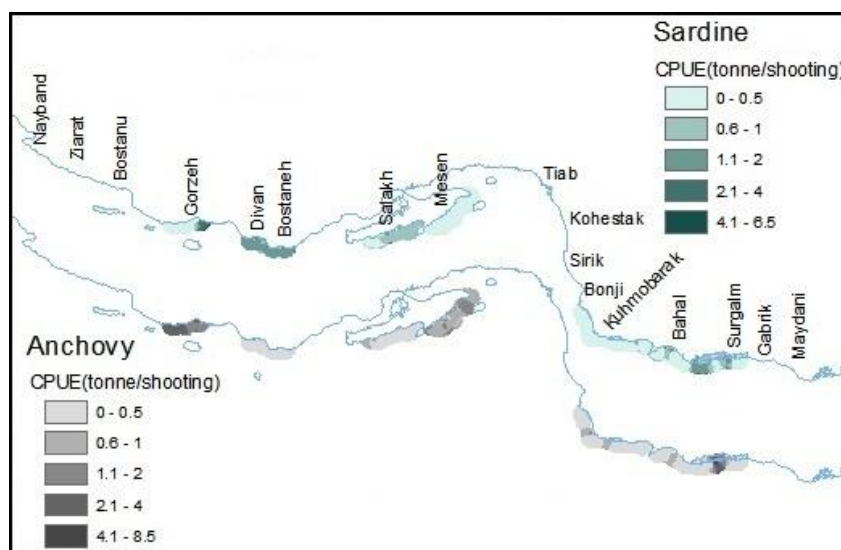 Sardine
CPUE(tonne/shooting)
0 - 0.5
0.6 - 1
1.1 - 2
2.1 - 4
4.1 - 6.5
Nayband
Ziarat
Bostanu
Gorzeh
Divan
Bostaneh
Salakh
Mesen
Tiab
Kohestak
Sirik
Bonji
Kuhmobarak
Bahal
Surgalm
Gabrik
Maydani
Anchovy
CPUE(tonne/shooting)
0 - 0.5
0.6 - 1
1.1 - 2
2.1 - 4
4.1 - 8.5